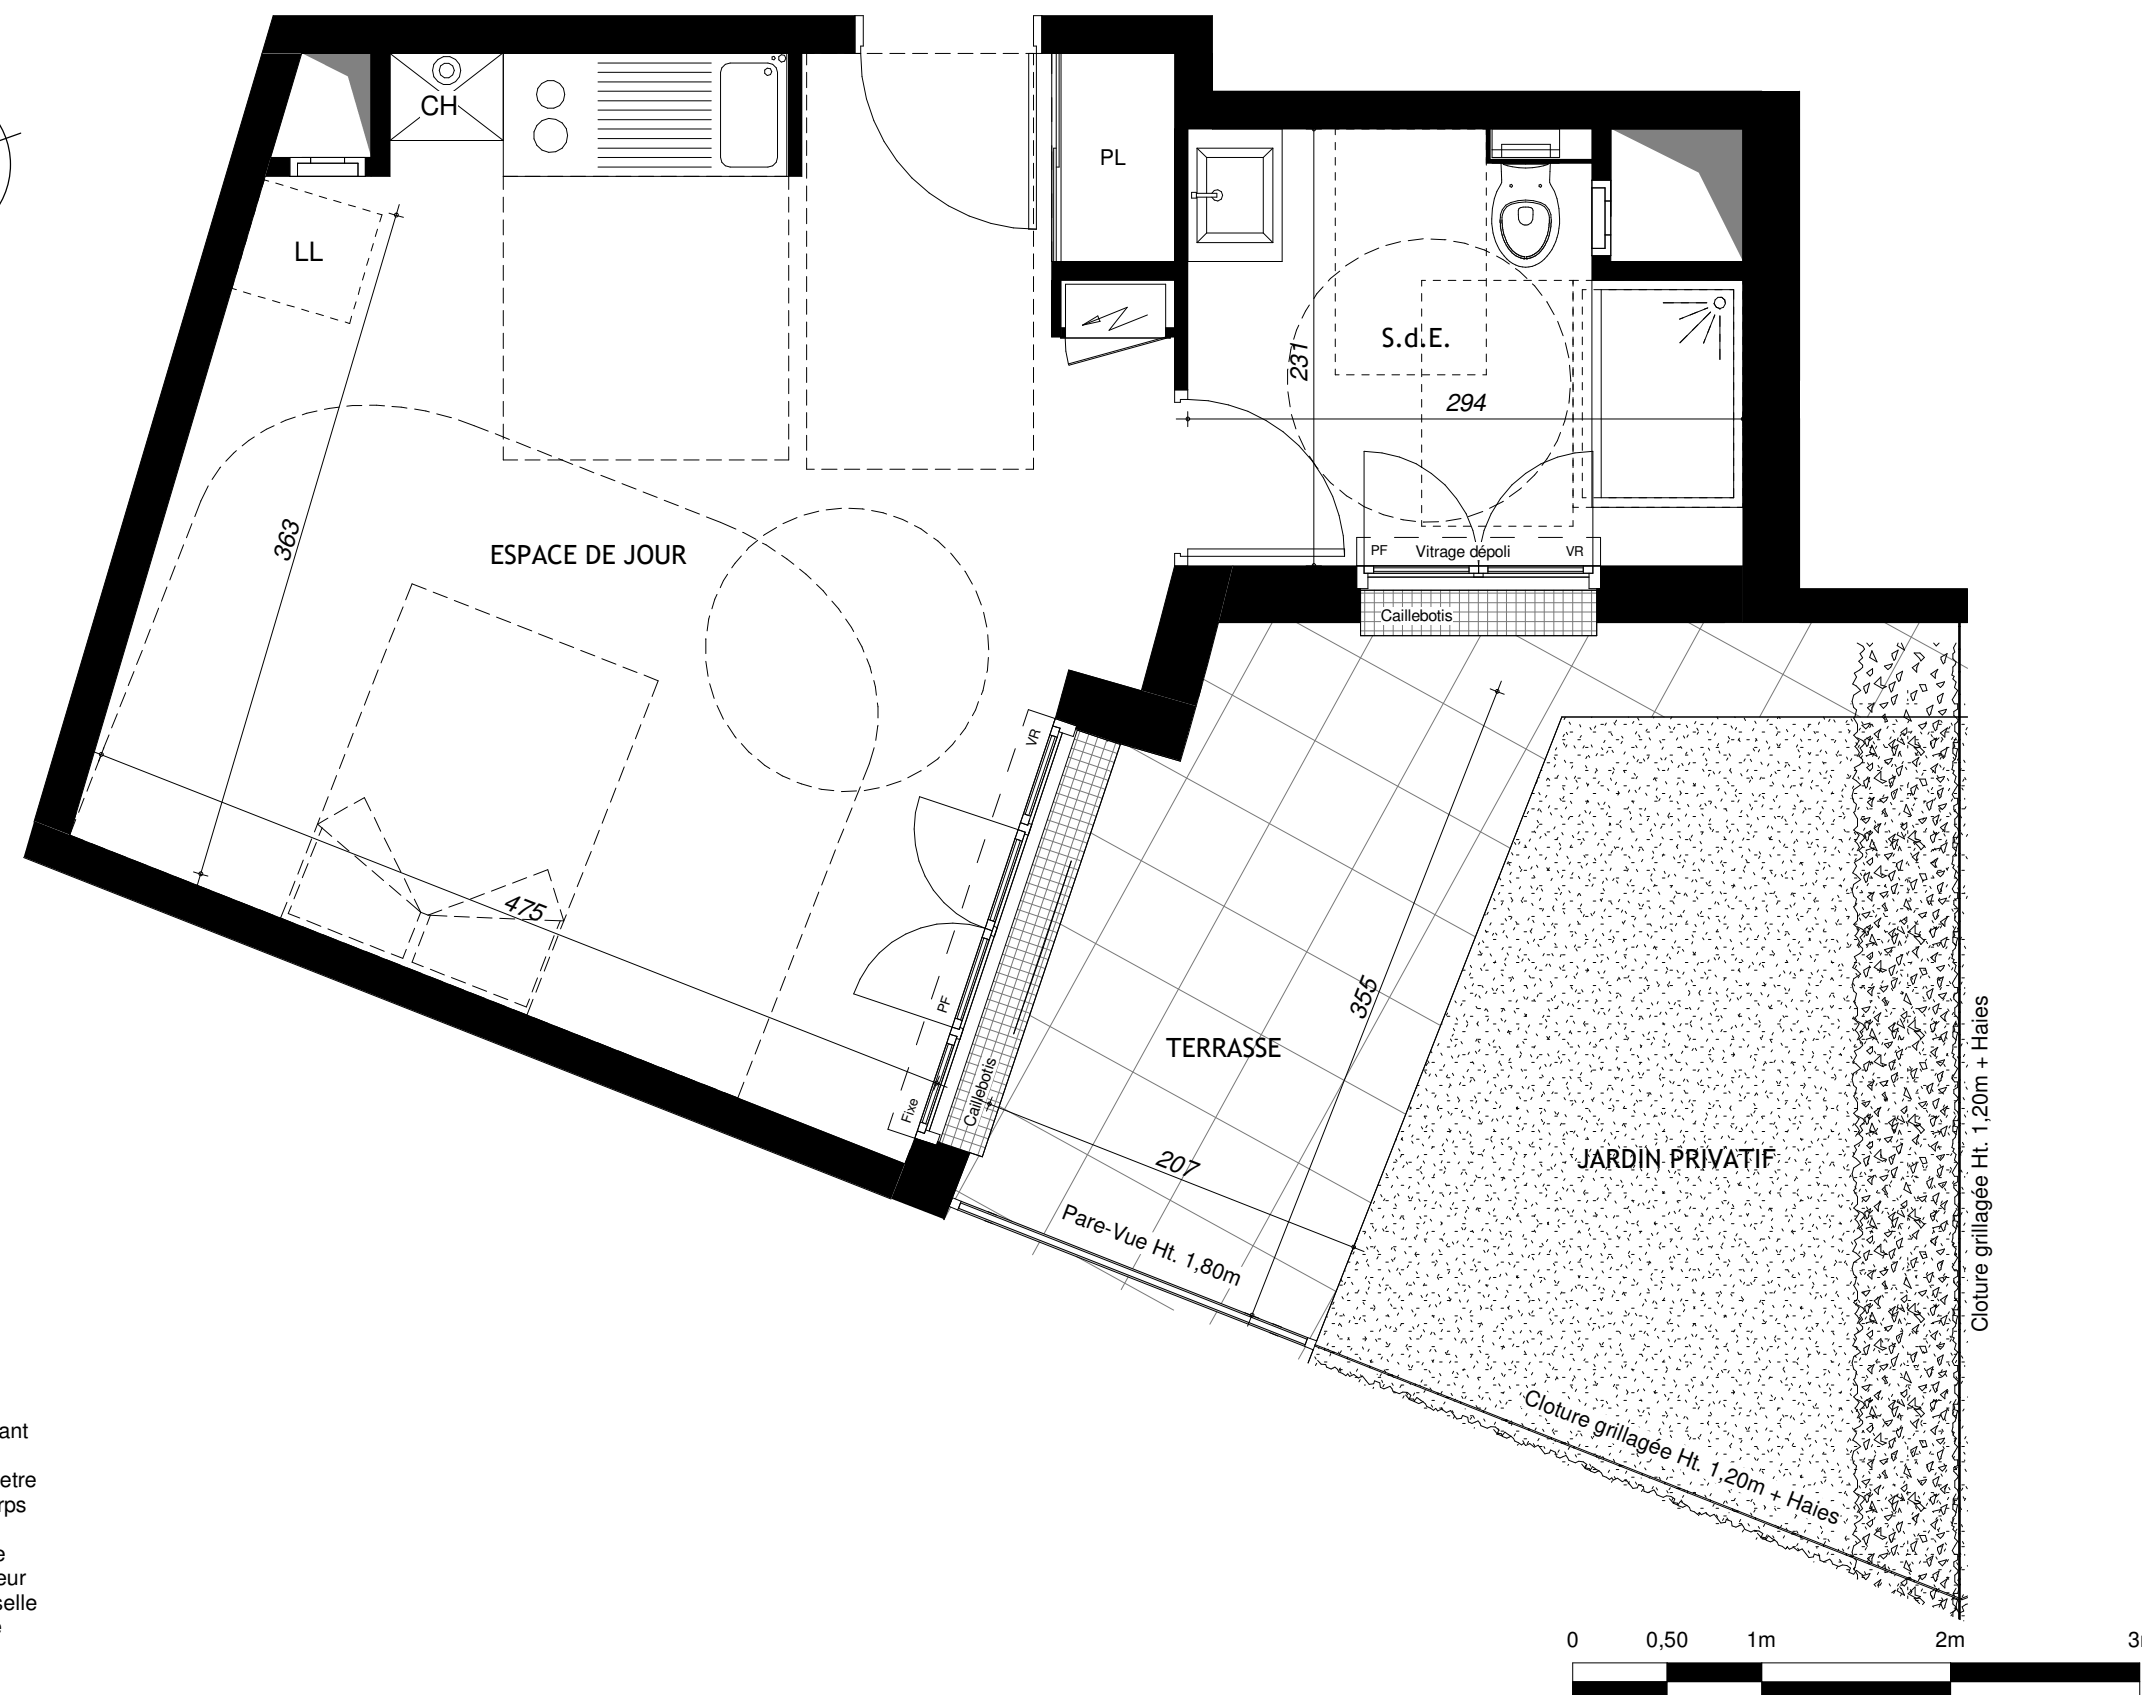 CH
PL
LL
S.d.E.
231
294
363
ESPACE DE JOUR
PF Vitrage dépoli VR
Caillebotis
VR
475
PF
Fixe
Caillebotis
355
TERRASSE
207
Pare-Vue Ht. 1,80m
JARDIN PRIVATIF
Cloture grillagée Ht. 1,20m + Haies
Cloture grillagée Ht. 1,20m + Haies
ant
etre
rps
e
eur
selle
e
0 0,50 1m 2m 3m